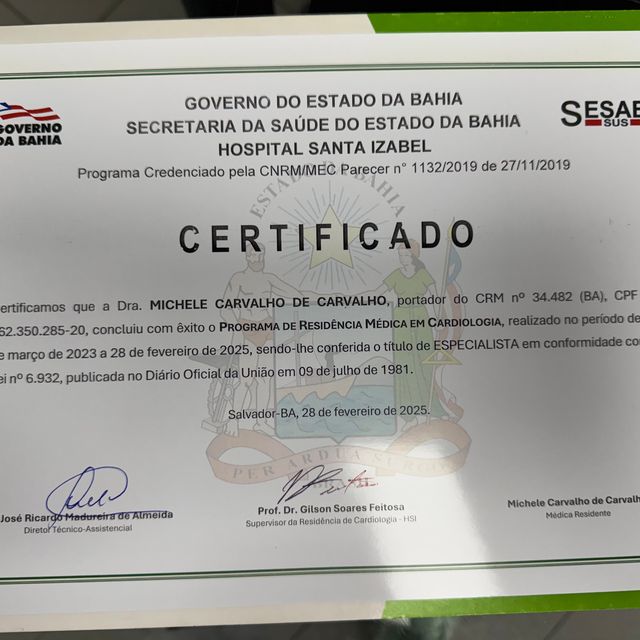 GOVERNO DO ESTADO DA BAHIA
SECRETARIA DA SAÚDE DO ESTADO DA BAHIA
HOSPITAL SANTA IZABEL
Programa Credenciado pela CNRM/MEC Parecer n° 1132/2019 de 27/11/2019
GOVERNO
DA BAHIA
SESAB
SUS
ESTADO DA BAHIA
CERTIFICADO
ertificamos que a Dra. MICHELE CARVALHO DE CARVALHO, portador do CRM nº 34.482 (BA), CPF
62.350.285-20, concluiu com êxito o PROGRAMA DE RESIDÊNCIA MÉDICA EM CARDIOLOGIA, realizado no período de
e março de 2023 a 28 de fevereiro de 2025, sendo-lhe conferida o título de ESPECIALISTA em conformidade co
ei nº 6.932, publicada no Diário Oficial da União em 09 de julho de 1981.
Salvador-BA, 28 de fevereiro de 2025.
PER ARDUA SURGO
José Ricardo Madureira de Almeida
Diretor Técnico-Assistencial
Prof. Dr. Gilson Soares Feitosa
Supervisor da Residência de Cardiologia - HSI
Michele Carvalho de Carvalh
Médica Residente